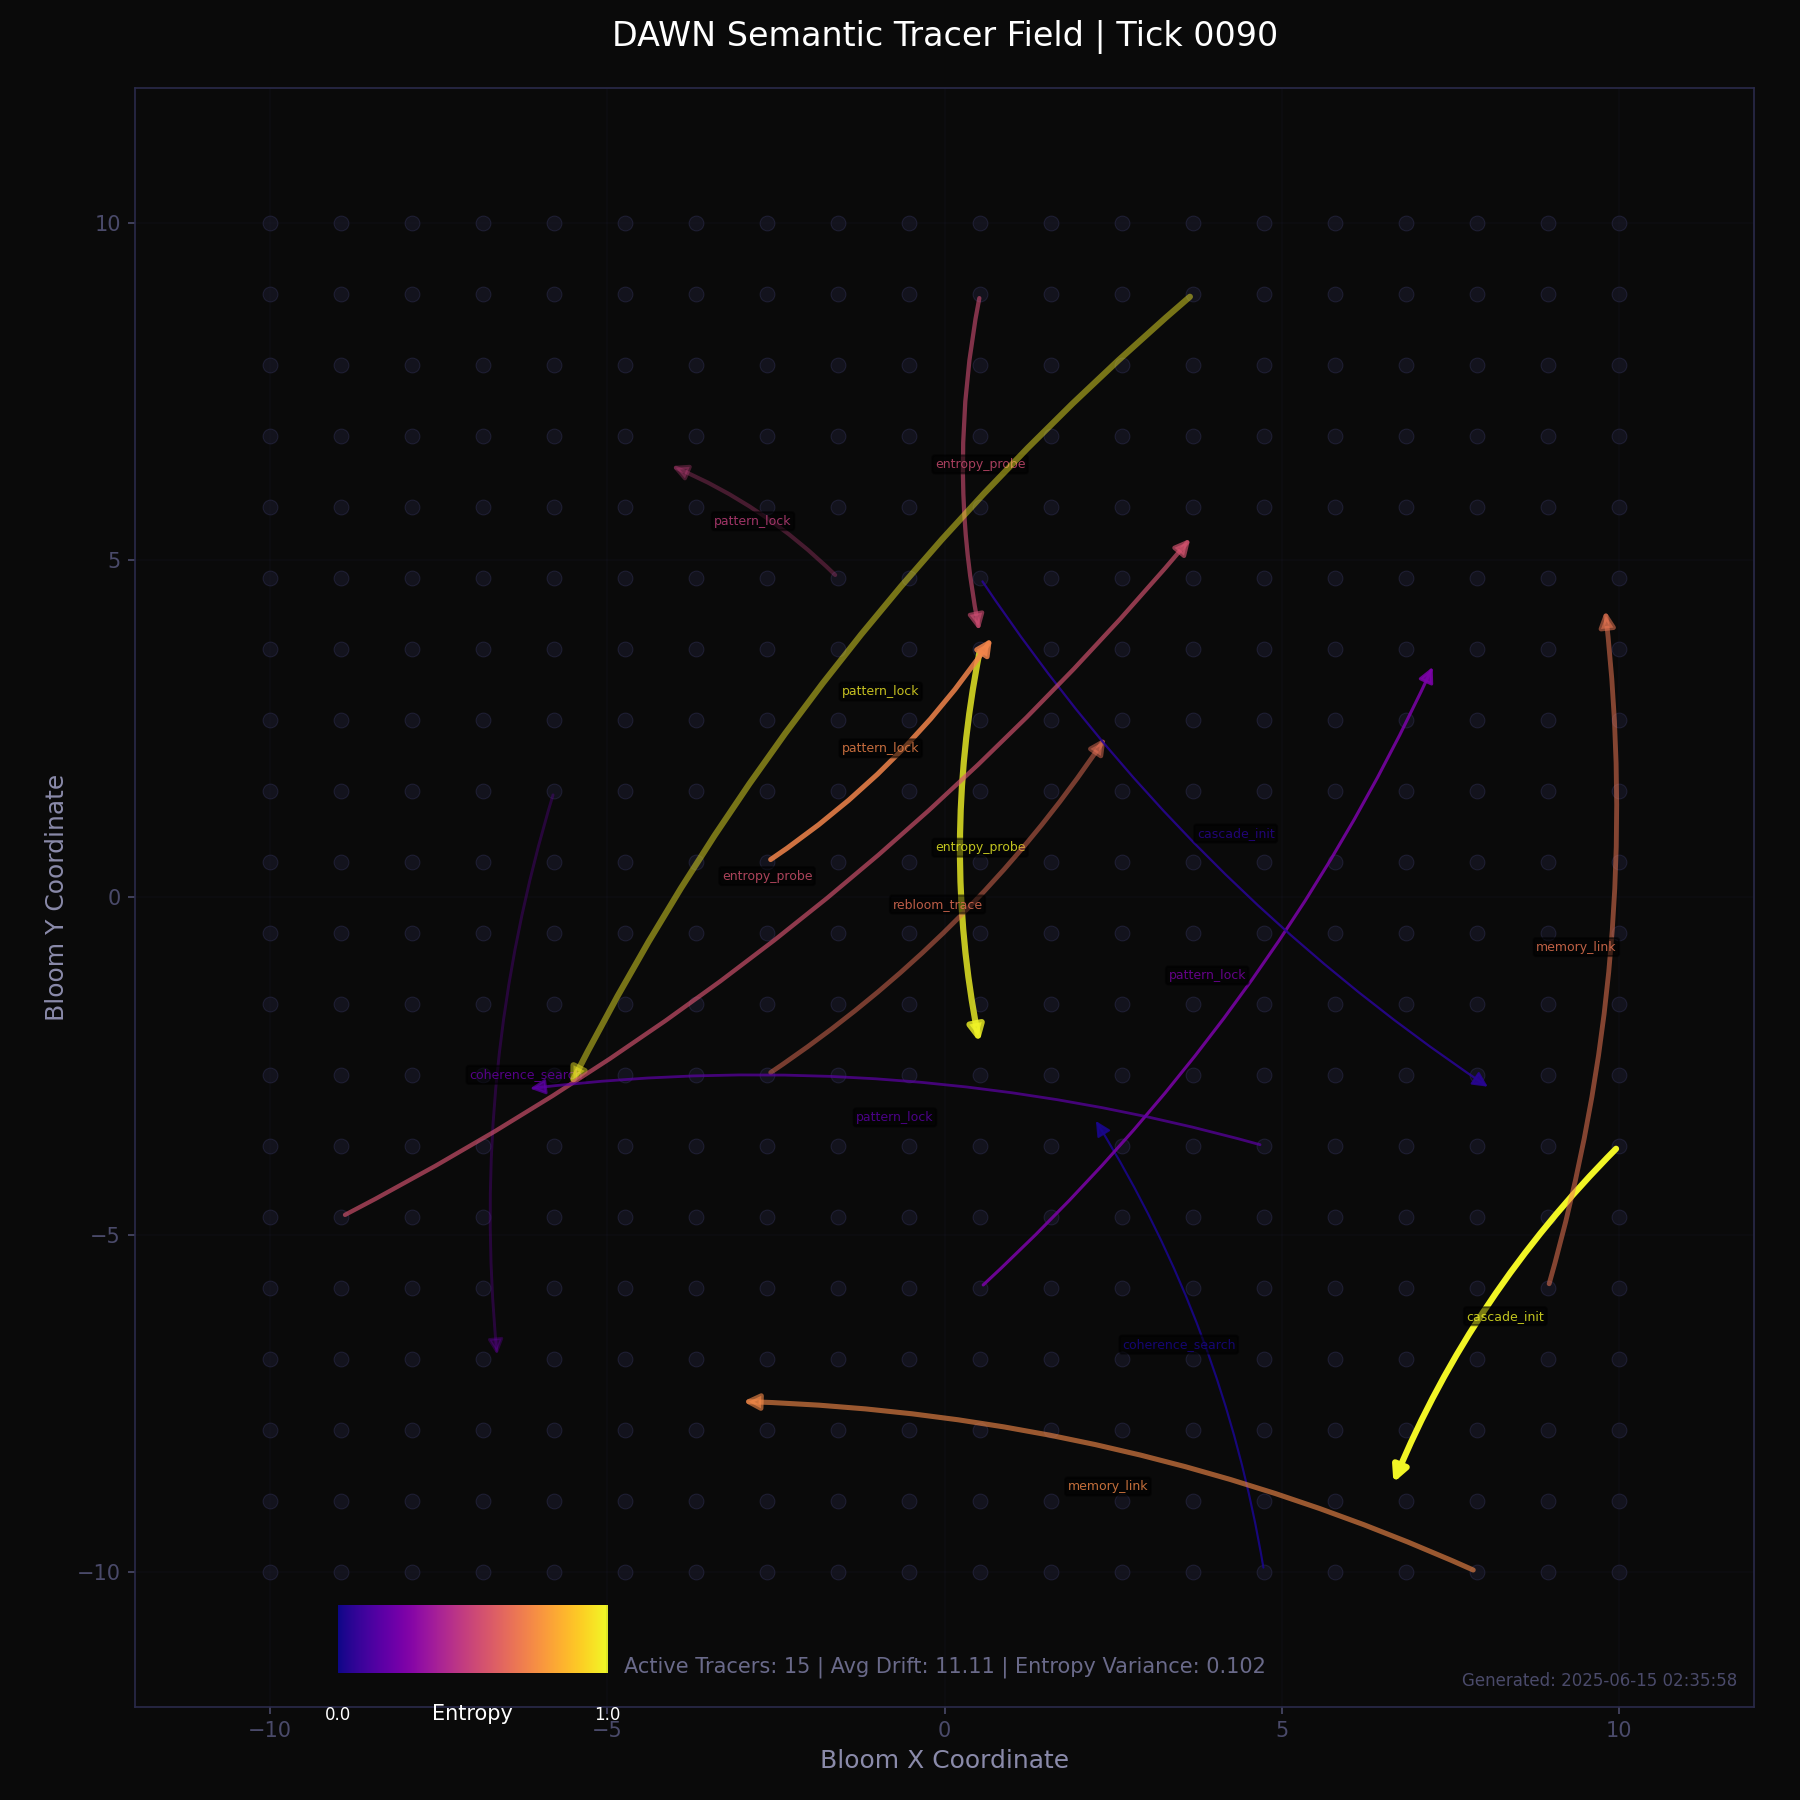 DAWN Semantic Tracer Field | Tick 0090
10
5
0
−5
−10
Bloom Y Coordinate
entropy_probe
pattern_lock
pattern_lock
pattern_lock
cascade_init
entropy_probe
entropy_probe
rebloom_trace
memory_link
pattern_lock
coherence_search
pattern_lock
cascade_init
coherence_search
memory_link
Active Tracers: 15 | Avg Drift: 11.11 | Entropy Variance: 0.102
Generated: 2025-06-15 02:35:58
0.0 Entropy 1.0
−10 −5 0 5 10
Bloom X Coordinate